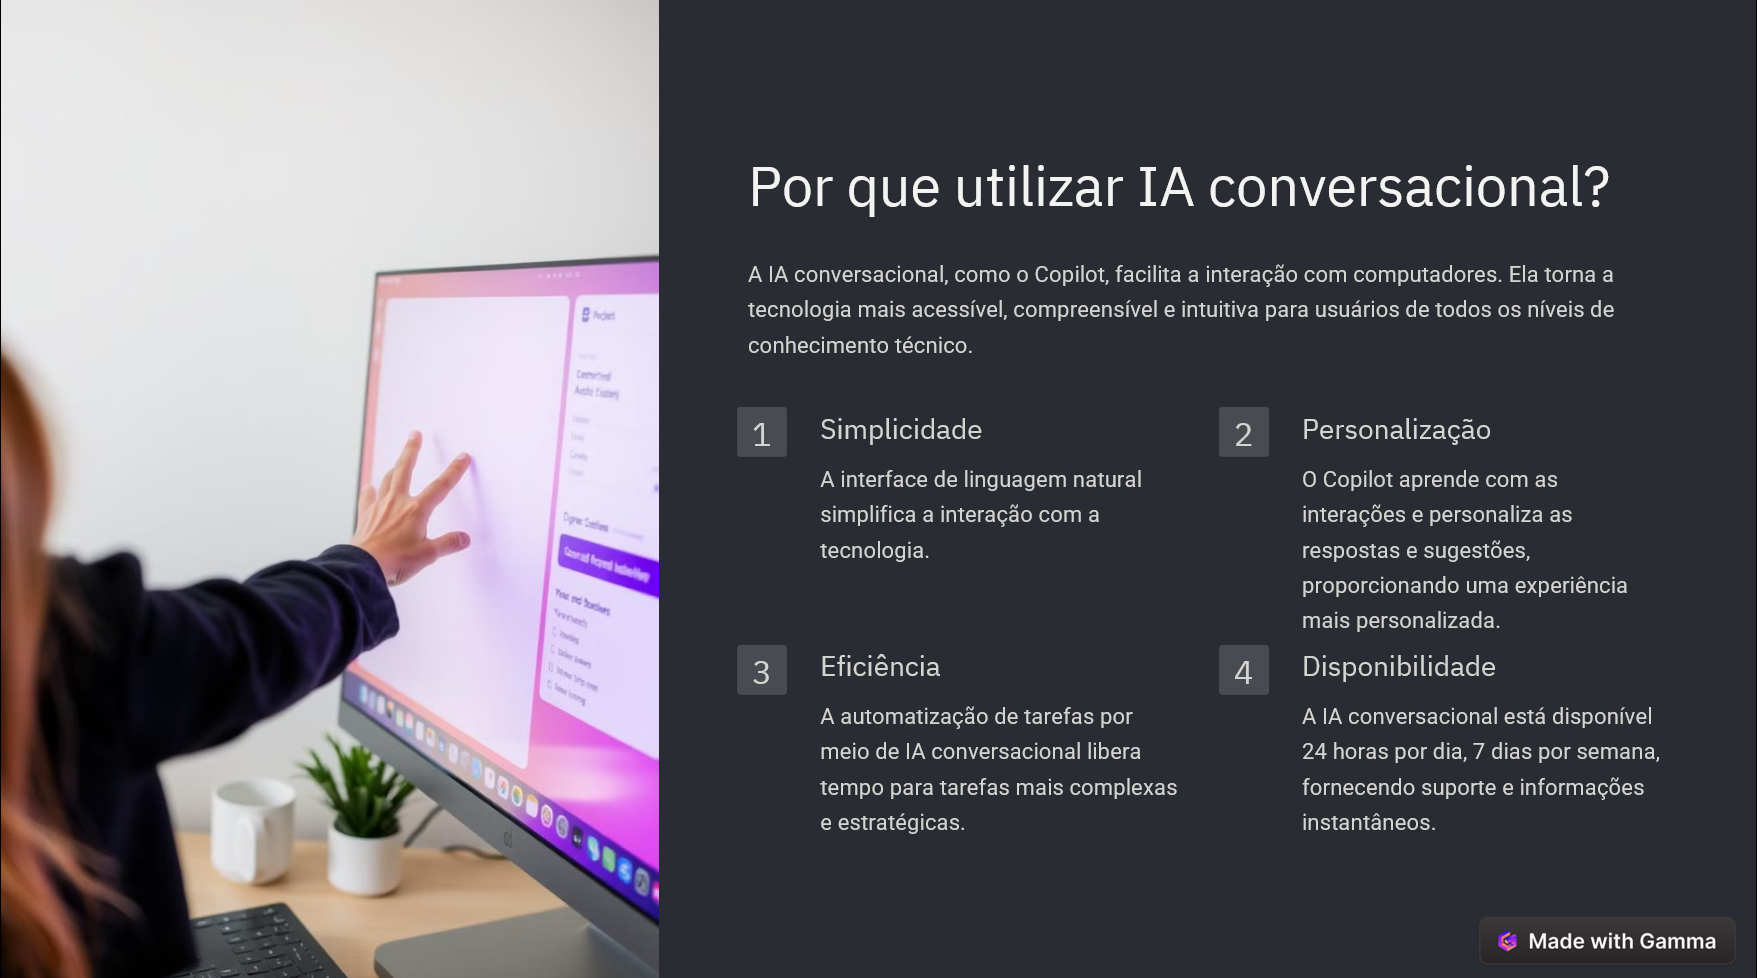 Por que utilizar IA conversacional?
A IA conversacional, como o Copilot, facilita a interação com computadores. Ela torna a
tecnologia mais acessível, compreensível e intuitiva para usuários de todos os níveis de
conhecimento técnico.
1
Simplicidade
A interface de linguagem natural
simplifica a interação com a
tecnologia.
2
Personalização
O Copilot aprende com as
interações e personaliza as
respostas e sugestões,
proporcionando uma experiência
mais personalizada.
3
Eficiência
A automatização de tarefas por
meio de IA conversacional libera
tempo para tarefas mais complexas
e estratégicas.
4
Disponibilidade
A IA conversacional está disponível
24 horas por dia, 7 dias por semana,
fornecendo suporte e informações
instantâneos.
Made with Gamma